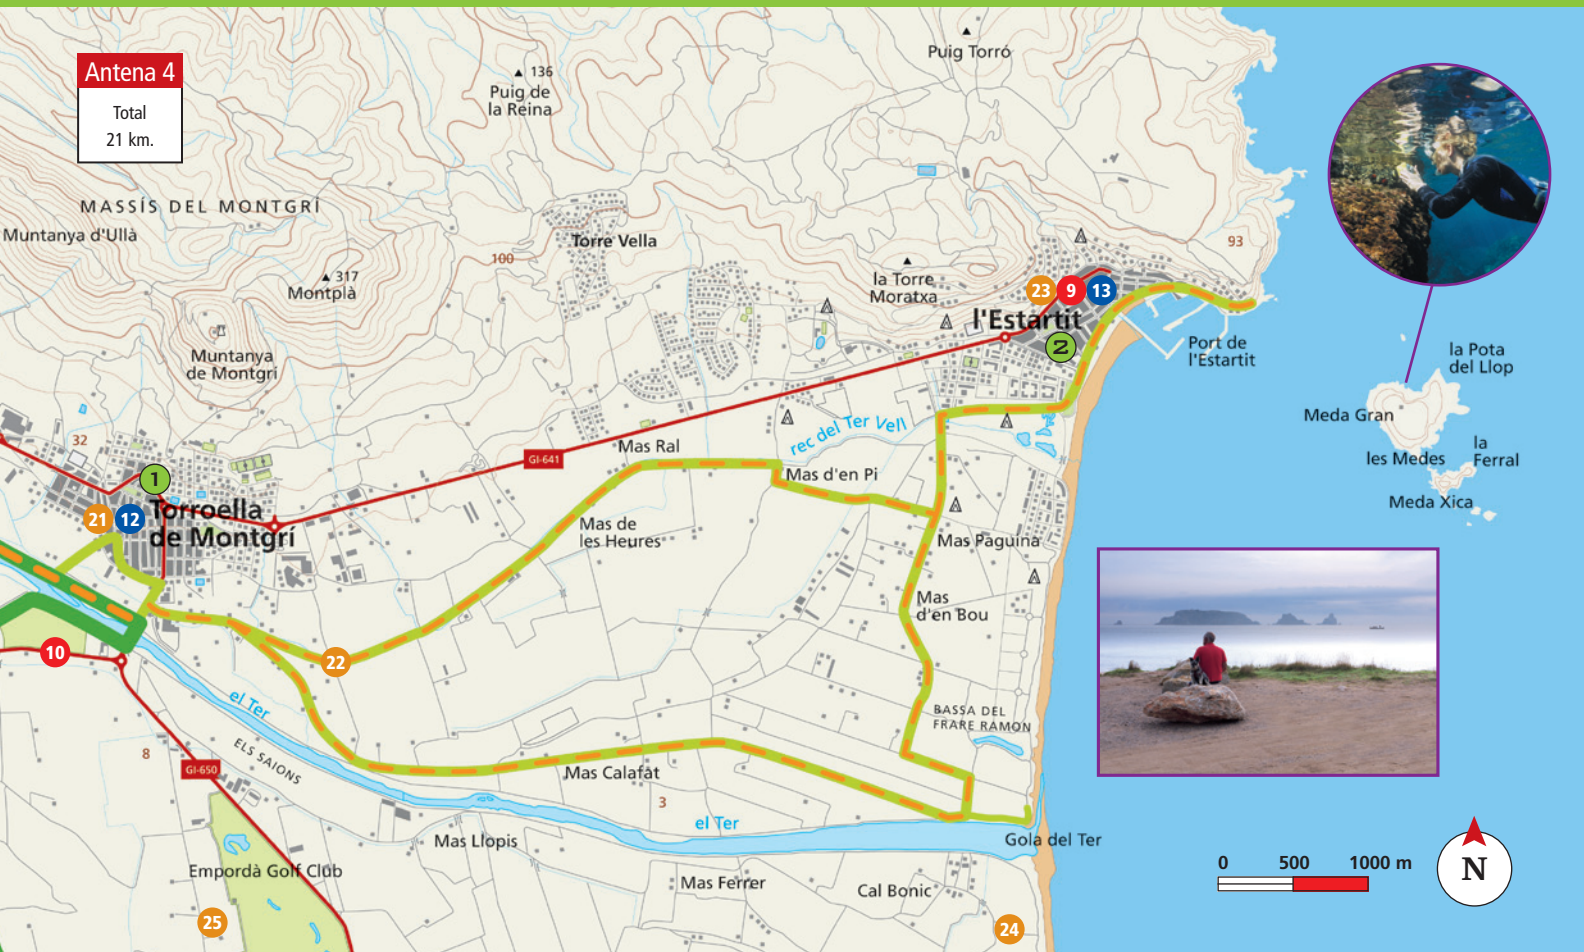 Antena 4
Total
21 km.
Puig Torró
136
Puig de
la Reina
MASSÍS DEL MONTGRÍ
Muntanya d'Ullà
Torre Vella
93
100
317
Montplà
la Torre
Moratxa
23
9
13
l'Estartit
2
Port de
l'Estartit
Muntanya
de Montgrí
la Pota
del Llop
Meda Gran
32
rec del Ter Vell
Mas Ral
GI-641
la
Ferral
les Medes
Mas d'en Pi
1
Meda Xica
21
12
Torroella
de Montgrí
Mas de
les Heures
Mas Paguina
Mas
d'en Bou
10
22
el Ter
BASSA DEL
FRARE RAMON
ELS SAIONS
8
GI-650
Mas Calafat
3
el Ter
Mas Llopis
Gola del Ter
Empordà Golf Club
Mas Ferrer
Cal Bonic
0 500 1000 m
N
25
24